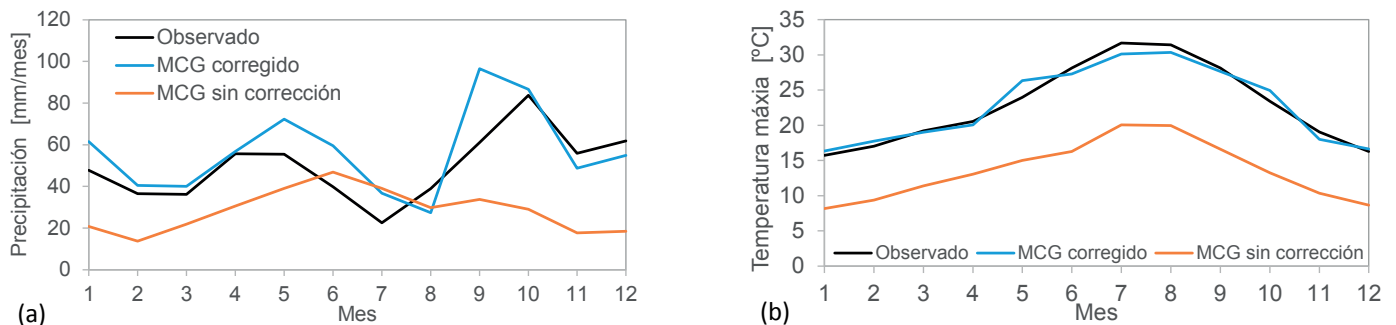 Precipitación [mm/mes]
120
100
80
60
40
20
0
Observado
MCG corregido
MCG sin corrección
1 2 3 4 5 6 7 8 9 10 11 12
Mes
(a)
Temperatura máxia [ºC]
35
30
25
20
15
10
5
0
Observado MCG corregido MCG sin corrección
1 2 3 4 5 6 7 8 9 10 11 12
Mes
(b)